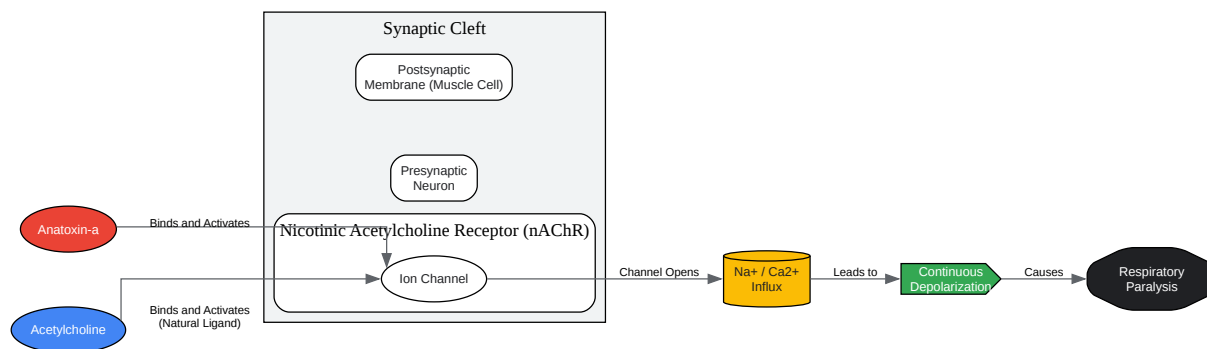 Synaptic Cleft
Postsynaptic
Membrane (Muscle Cell)
Presynaptic
Neuron
Nicotinic Acetylcholine Receptor (nAChR)
Anatoxin-a
Binds and Activates
Ion Channel
Channel Opens
Na+ / Ca2+
Influx
Leads to
Continuous
Depolarization
Causes
Respiratory
Paralysis
Acetylcholine
Binds and Activates
(Natural Ligand)